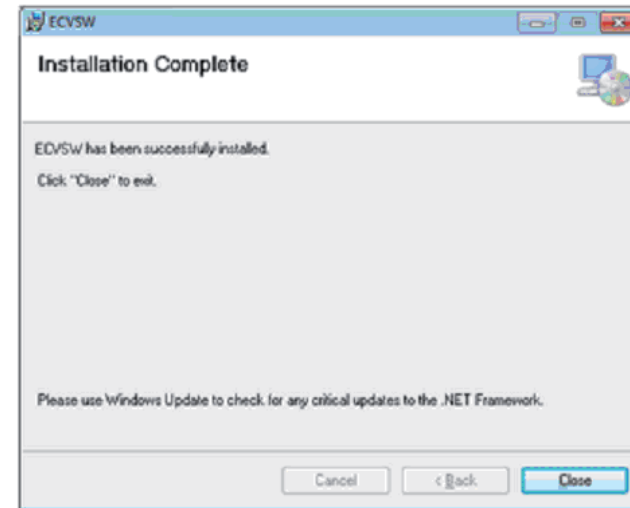 ECVSW
Installation Complete
ECVSW has been successfully installed.
Click "Close" to exit.
Please use Windows Update to check for any critical updates to the .NET Framework.
Cancel
< Back
Close